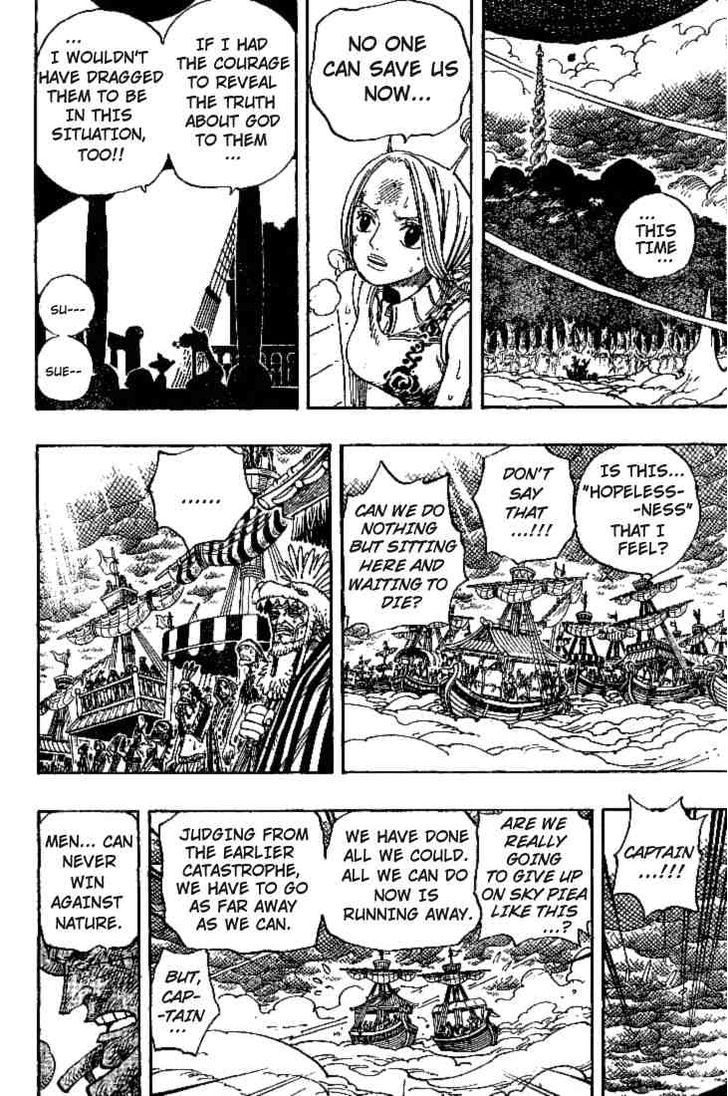 ...
THIS
TIME
...
NO ONE
CAN SAVE US
NOW...
IF I HAD
THE COURAGE
TO REVEAL
THE TRUTH
ABOUT GOD
TO THEM
...
...
I WOULDN'T
HAVE DRAGGED
THEM TO BE
IN THIS
SITUATION,
TOO!!
SU---
SUE--
IS THIS...
"HOPELESS-
-NESS"
THAT I
FEEL?
DON'T
SAY
THAT
...!!!
CAN WE DO
NOTHING
BUT SITTING
HERE AND
WAITING TO
DIE?
......
CAPTAIN
...!!!
ARE WE
REALLY
GOING
TO GIVE UP
ON SKY PIEA
LIKE THIS
...?
WE HAVE DONE
ALL WE COULD.
ALL WE CAN DO
NOW IS
RUNNING AWAY.
JUDGING FROM
THE EARLIER
CATASTROPHE,
WE HAVE TO GO
AS FAR AWAY
AS WE CAN.
BUT,
CAP-
-TAIN
...
MEN... CAN
NEVER
WIN
AGAINST
NATURE.